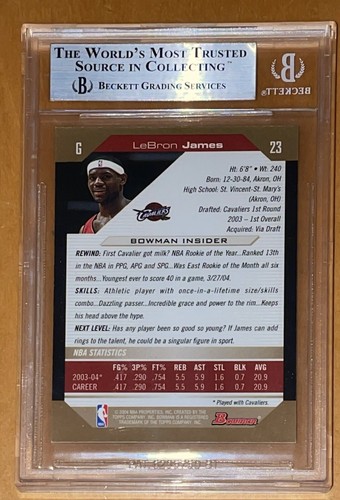 THE WORLD'S MOST TRUSTED
SOURCE IN COLLECTING™
B BECKETT GRADING SERVICES
B
BECKETT
G LeBron James 23
Ht: 6'8" • Wt: 240
Born: 12-30-84, Akron, OH
High School: St. Vincent-St. Mary's
(Akron, OH)
Drafted: Cavaliers 1st Round
2003 – 1st Overall
Acquired: Via Draft
CAVALIERS
BOWMAN INSIDER
REWIND: First Cavalier got milk? NBA Rookie of the Year...Ranked 13th
in the NBA in PPG, APG and SPG...Was East Rookie of the Month all six
months...Youngest to score 40 in a game, 3/27/04.
SKILLS: Athletic player with once-in-a-lifetime size/skills
combo...Dazzling passer...Incredible grace and power to the rim...Keeps
his head above the hype.
NEXT LEVEL: Has any player been so good so young? If James can add
rings to the talent, he could be a singular figure in sport.
NBA STATISTICS
FG% 3P% FT% REB AST STL BLK AVG
2003-04* .417 .290 .754 5.5 5.9 1.6 0.7 20.9
CAREER .417 .290 .754 5.5 5.9 1.6 0.7 20.9
* Played with Cavaliers.
NBA
Bowman